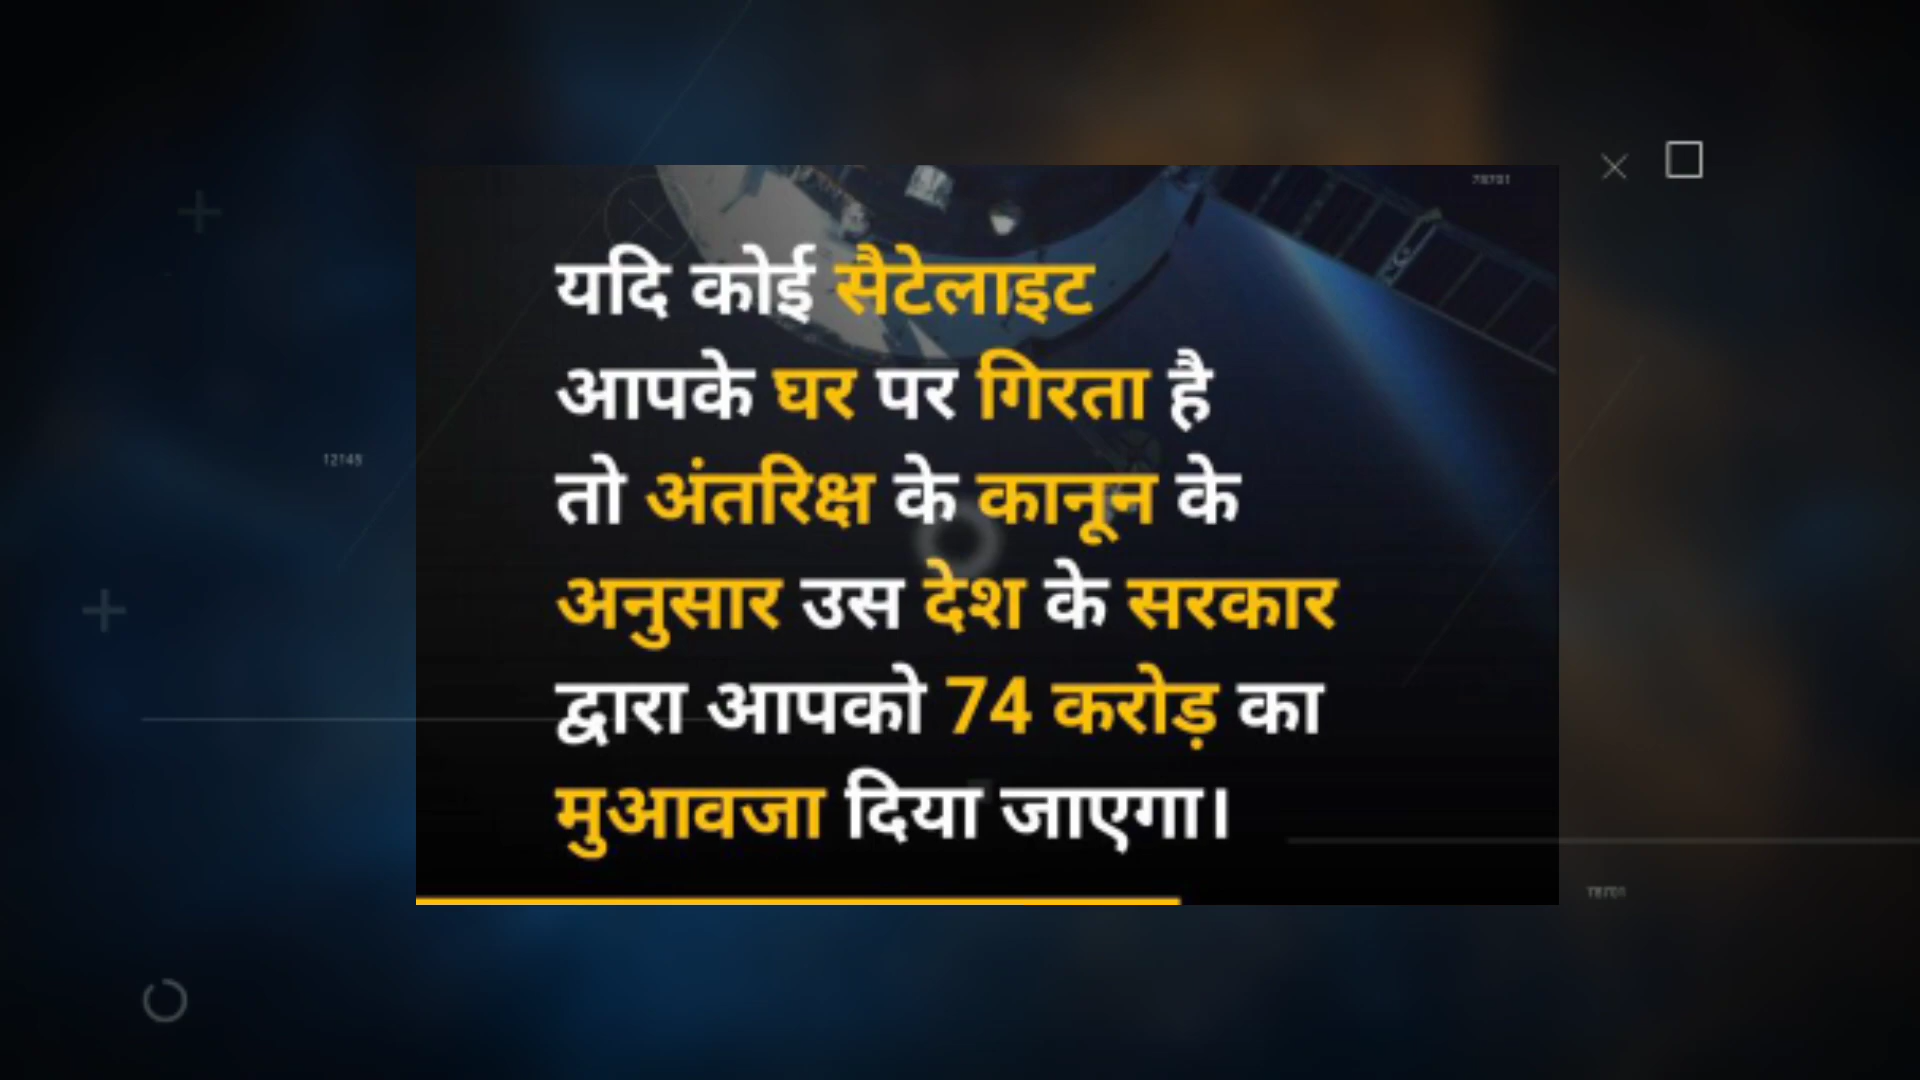 यदि कोई सैटेलाइट
आपके घर पर गिरता है
तो अंतरिक्ष के कानून के
अनुसार उस देश के सरकार
द्वारा आपको 74 करोड़ का
मुआवजा दिया जाएगा।